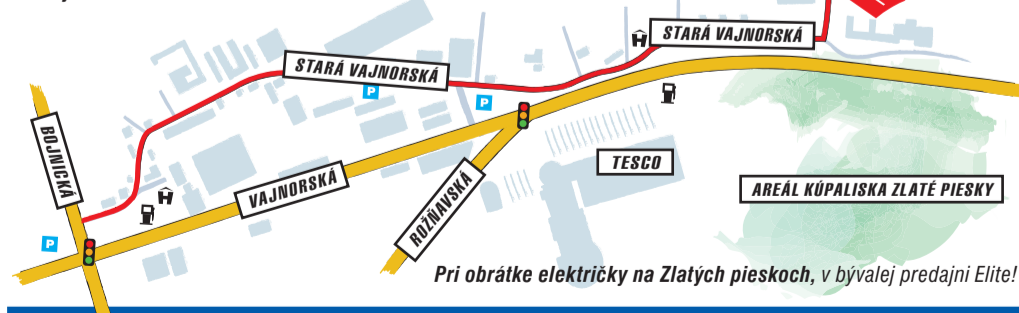 STARÁ VAJNORSKÁ
STARÁ VAJNORSKÁ
P
P
BOJNICKÁ
TESCO
VAJNORSKÁ
AREÁL KÚPALISKA ZLATÉ PIESKY
ROŽŇAVSKÁ
P
Pri obrátke električky na Zlatých pieskoch, v bývalej predajni Elite!